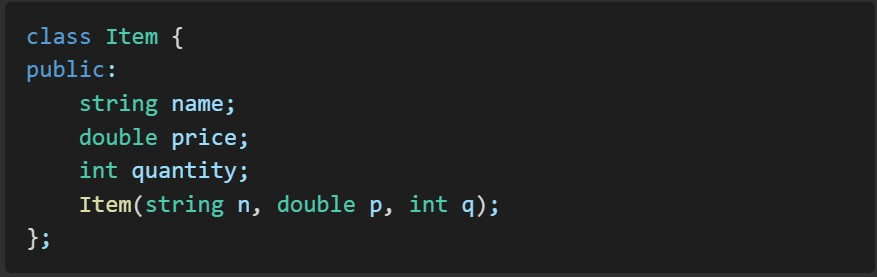 class Item {
public:
    string name;
    double price;
    int quantity;
    Item(string n, double p, int q);
};